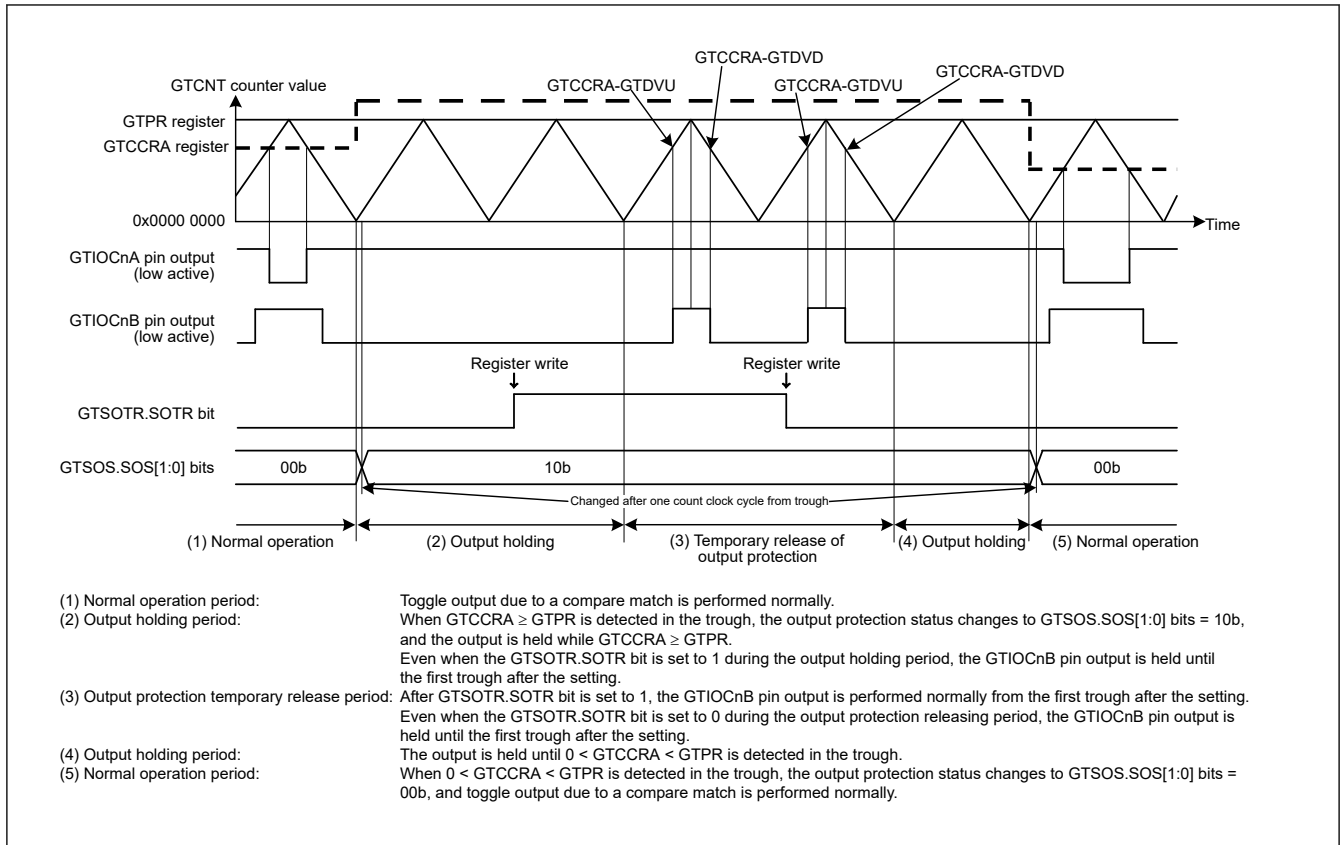 GTCCRA-GTDVD
GTCCRA-GTDVD
GTCNT counter value
GTCCRA-GTDVU
GTCCRA-GTDVU
GTPR register
GTCCRA register
0x0000 0000
Time
GTIOCnA pin output
(low active)
GTIOCnB pin output
(low active)
Register write
Register write
GTSOTR.SOTR bit
GTSOS.SOS[1:0] bits
00b
10b
00b
Changed after one count clock cycle from trough
(1) Normal operation
(2) Output holding
(3) Temporary release of
output protection
(4) Output holding
(5) Normal operation
(1) Normal operation period: Toggle output due to a compare match is performed normally.
(2) Output holding period: When GTCCRA ≥ GTPR is detected in the trough, the output protection status changes to GTSOS.SOS[1:0] bits = 10b,
and the output is held while GTCCRA ≥ GTPR.
Even when the GTSOTR.SOTR bit is set to 1 during the output holding period, the GTIOCnB pin output is held until
the first trough after the setting.
(3) Output protection temporary release period: After GTSOTR.SOTR bit is set to 1, the GTIOCnB pin output is performed normally from the first trough after the setting.
Even when the GTSOTR.SOTR bit is set to 0 during the output protection releasing period, the GTIOCnB pin output is
held until the first trough after the setting.
(4) Output holding period: The output is held until 0 < GTCCRA < GTPR is detected in the trough.
(5) Normal operation period: When 0 < GTCCRA < GTPR is detected in the trough, the output protection status changes to GTSOS.SOS[1:0] bits =
00b, and toggle output due to a compare match is performed normally.